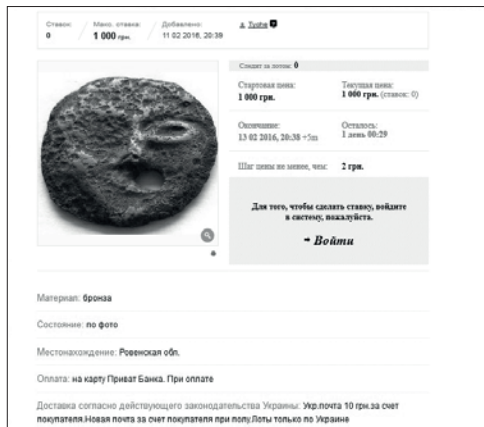 Ставок: Макс. ставка: Добавлено:
0 1 000 грн. 11 02 2016, 20:39
Следят за лотом: 0
Стартовая цена: Текущая цена:
1 000 грн. 1 000 грн. (ставок: 0)
Окончание: Осталось:
13 02 2016, 20:38 +5m 1 день 00:29
Шаг цены не менее, чем: 2 грн.
Для того, чтобы сделать ставку, войдите
в систему, пожалуйста.
Войти
Материал: бронза
Состояние: по фото
Местонахождение: Ровенская обл.
Оплата: на карту Приват Банка. При оплате
Доставка согласно действующего законодательства Украины: Укр.почта 10 грн.за счет
покупателя.Новая почта за счет покупателя при полу.Лоты только по Украине